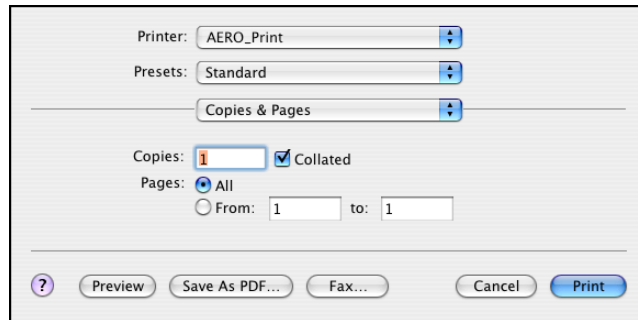 Printer: AERO_Print
Presets: Standard
Copies & Pages
Copies: 1 Collated
Pages: All
From: 1 to: 1
? Preview Save As PDF... Fax... Cancel Print